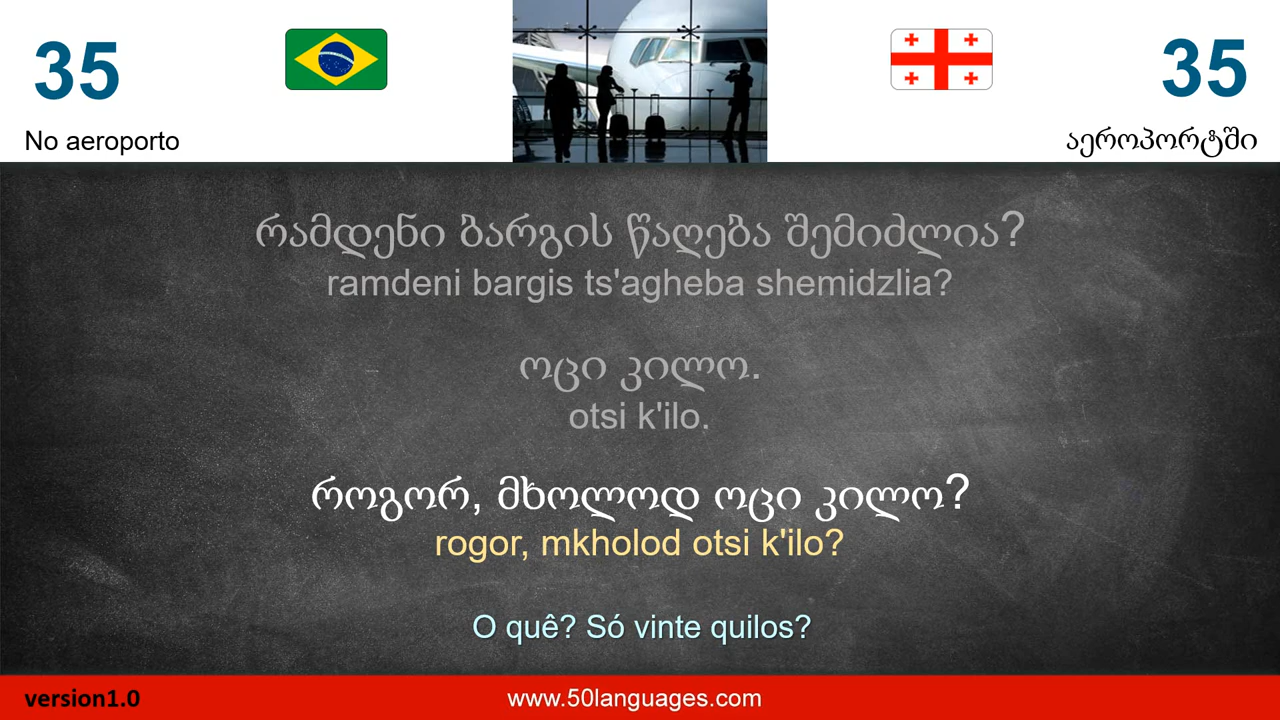 35
35
No aeroporto
აეროპორტში
რამდენი ბარგის წაღება შემიძლია?
ramdeni bargis ts'agheba shemidzlia?
ოცი კილო.
otsi k'ilo.
როგორ, მხოლოდ ოცი კილო?
rogor, mkholod otsi k'ilo?
O quê? Só vinte quilos?
version1.0
www.50languages.com